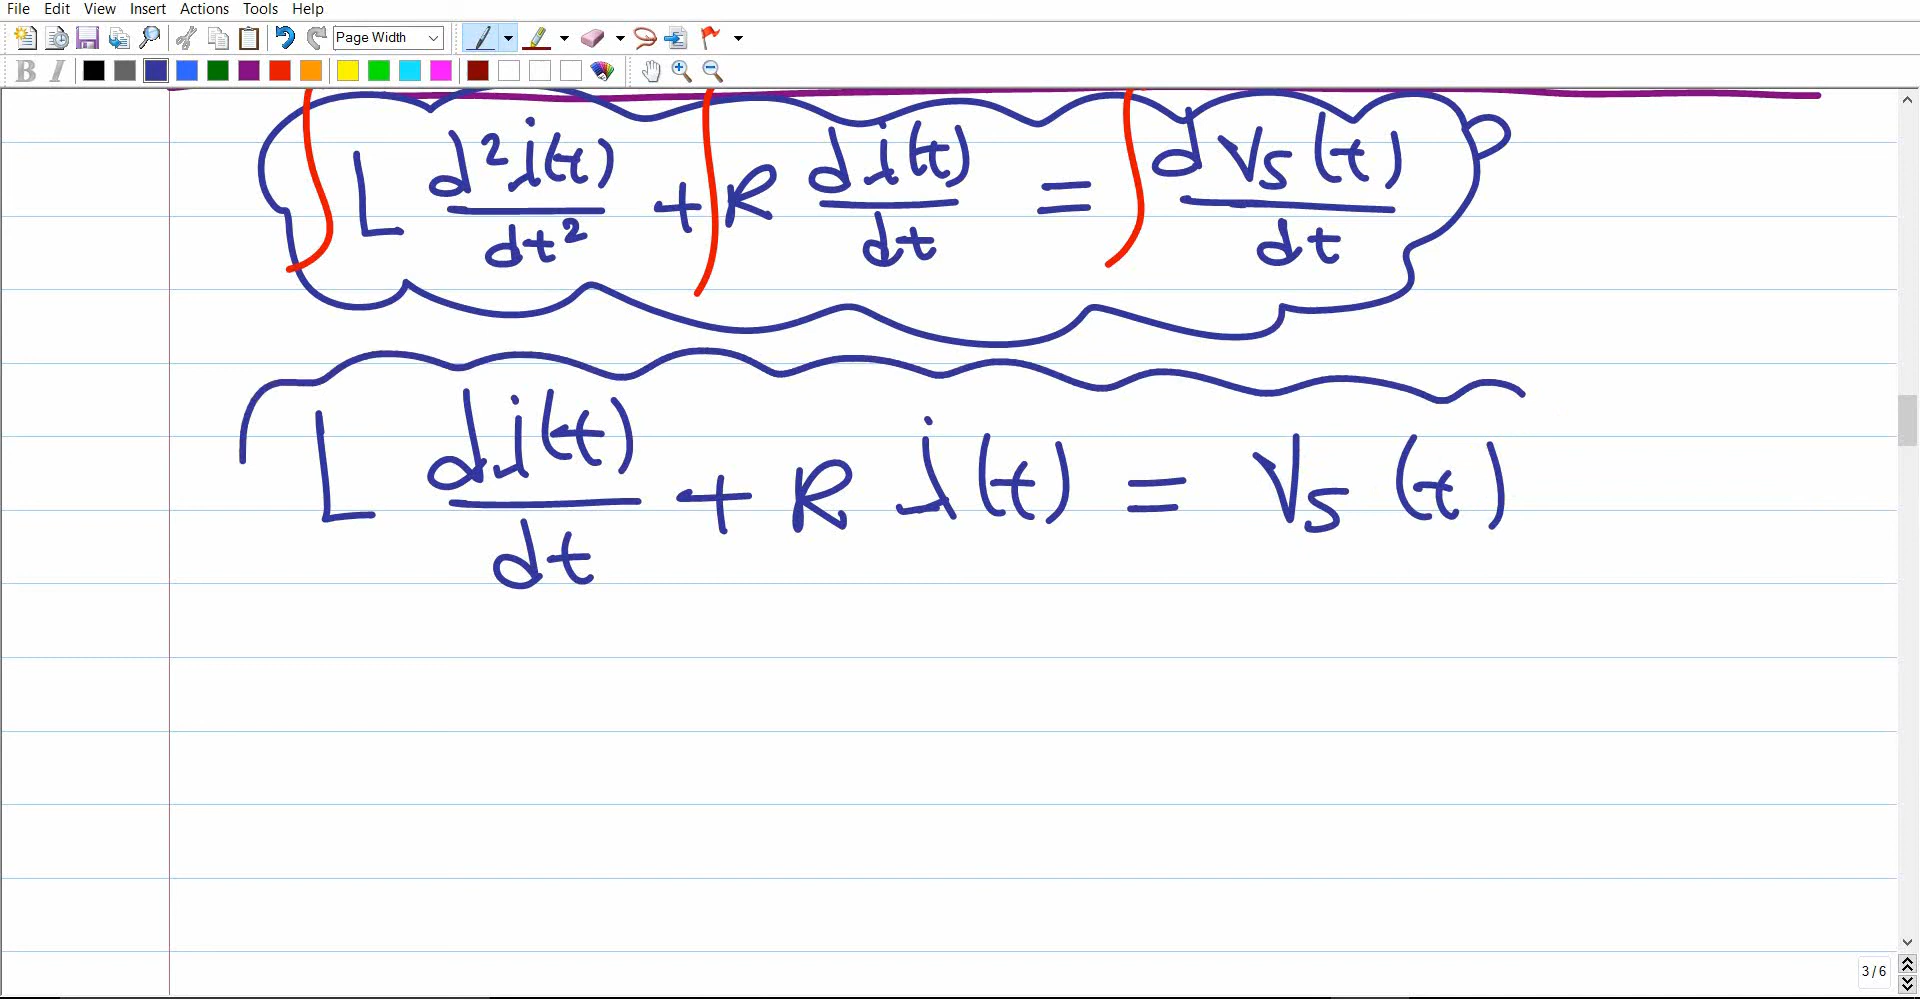 File Edit View Insert Actions Tools Help
Page Width
B I
∫ L d²i(t)/dt² + ∫ R di(t)/dt = ∫ dVs(t)/dt
L di(t)/dt + R i(t) = Vs(t)
3 / 6